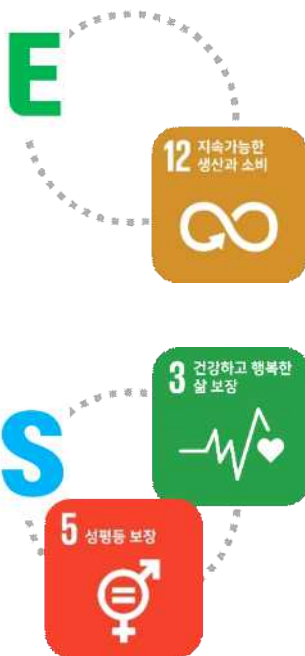 E
12 지속가능한
생산과 소비
3 건강하고 행복한
삶 보장
S
5 성평등 보장